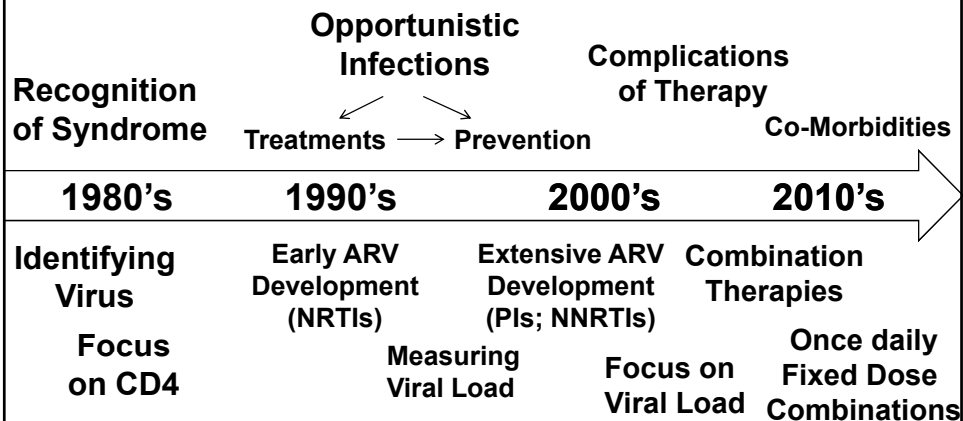 Opportunistic
Infections
Complications
of Therapy
Recognition
of Syndrome
Treatments
Prevention
Co-Morbidities
1980's
1990's
2000's
2010's
Identifying
Virus
Early ARV
Development
(NRTIs)
Extensive ARV
Development
(PIs; NNRTIs)
Combination
Therapies
Focus
on CD4
Measuring
Viral Load
Focus on
Viral Load
Once daily
Fixed Dose
Combinations